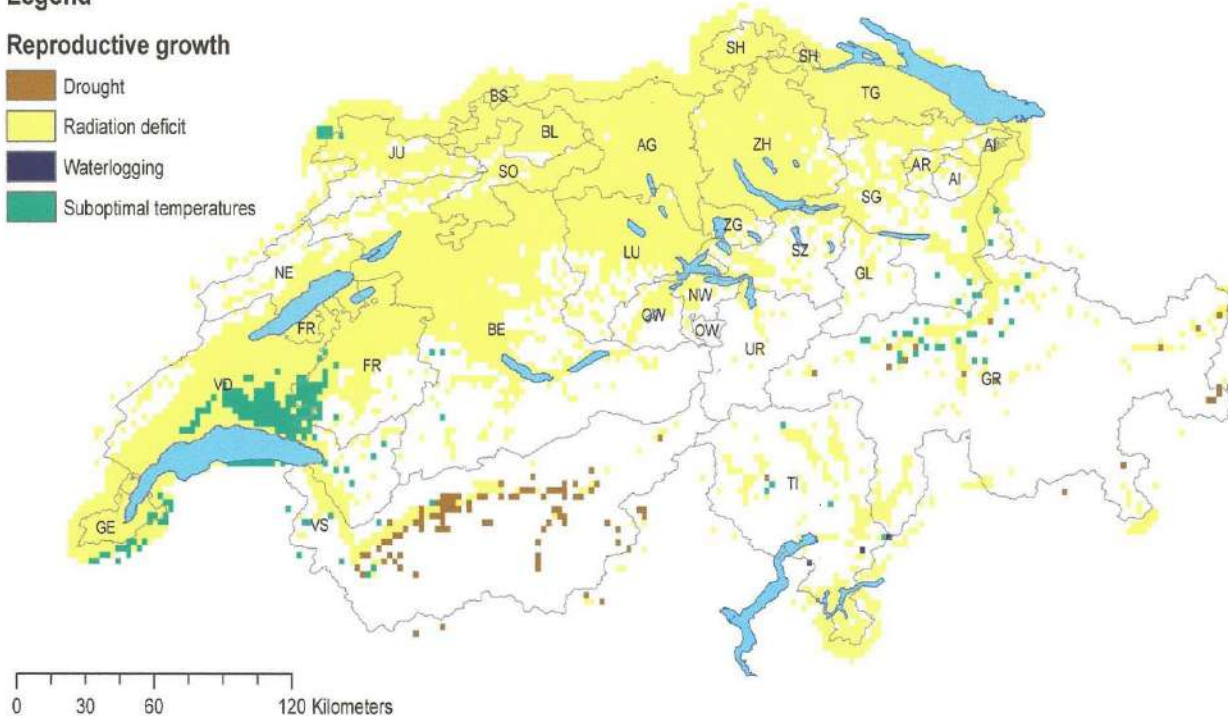 Legend
Reproductive growth
Drought
Radiation deficit
Waterlogging
Suboptimal temperatures
SH
SH
TG
BS
BL
AG
ZH
JU
SO
AI
AR
AI
SG
ZG
SZ
LU
GL
NE
NW
OW
OW
FR
BE
UR
FR
GR
VD
TI
GE
VS
0 30 60 120 Kilometers